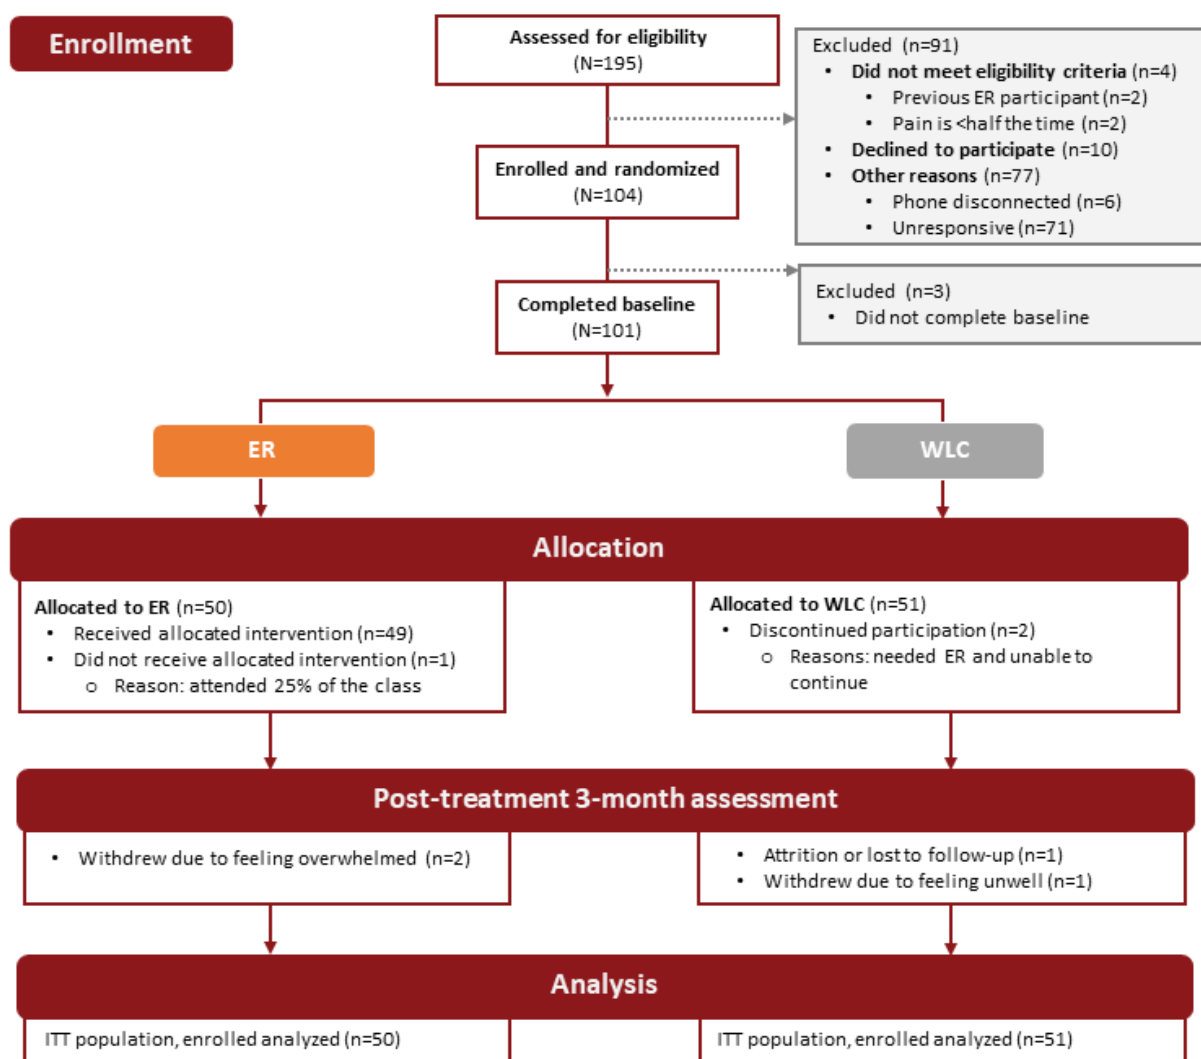 Enrollment
Assessed for eligibility
(N=195)
Excluded (n=91)
• Did not meet eligibility criteria (n=4)
• Previous ER participant (n=2)
• Pain is <half the time (n=2)
• Declined to participate (n=10)
• Other reasons (n=77)
• Phone disconnected (n=6)
• Unresponsive (n=71)
Enrolled and randomized
(N=104)
Excluded (n=3)
• Did not complete baseline
Completed baseline
(N=101)
ER
WLC
Allocation
Allocated to ER (n=50)
• Received allocated intervention (n=49)
• Did not receive allocated intervention (n=1)
o Reason: attended 25% of the class
Allocated to WLC (n=51)
• Discontinued participation (n=2)
o Reasons: needed ER and unable to
continue
Post-treatment 3-month assessment
• Withdrew due to feeling overwhelmed (n=2)
• Attrition or lost to follow-up (n=1)
• Withdrew due to feeling unwell (n=1)
Analysis
ITT population, enrolled analyzed (n=50)
ITT population, enrolled analyzed (n=51)